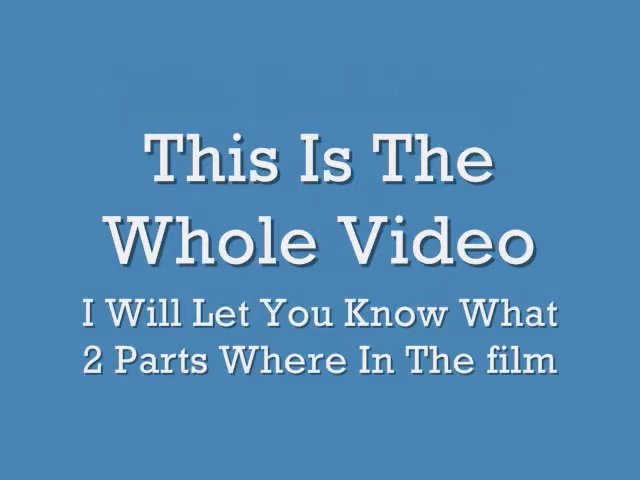 This Is The
Whole Video
I Will Let You Know What
2 Parts Where In The film